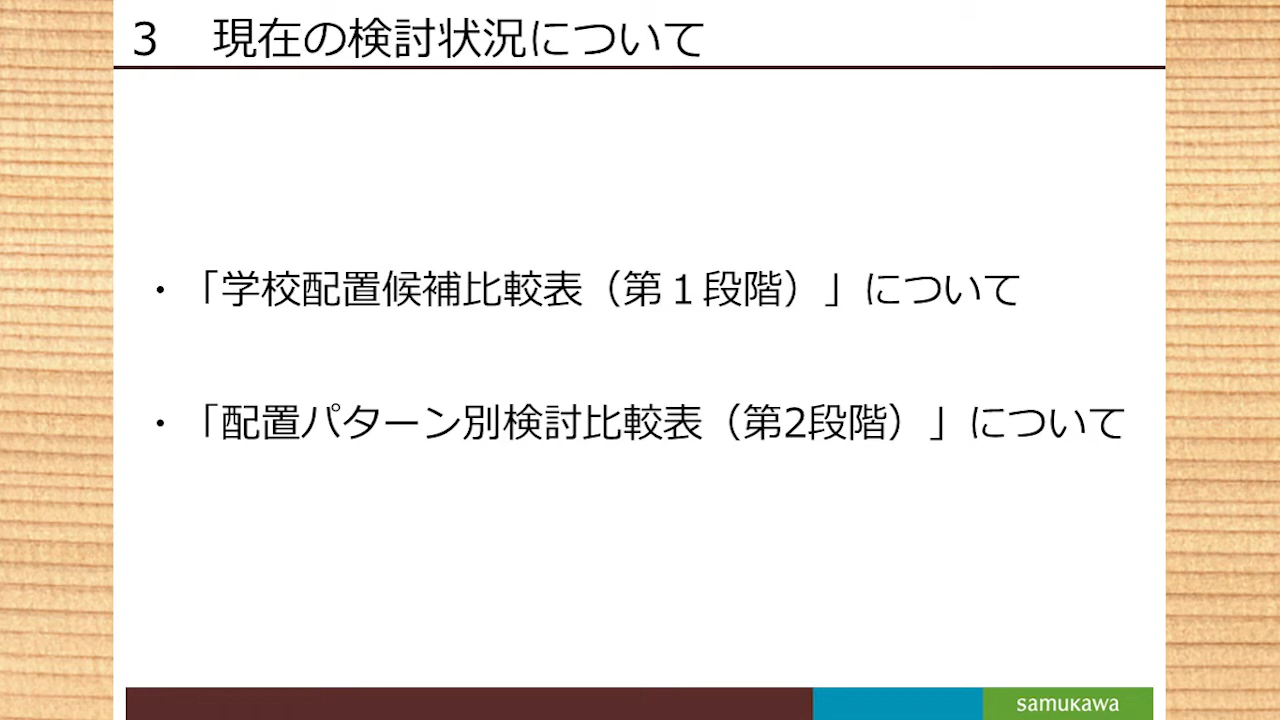 3　現在の検討状況について
・「学校配置候補比較表（第１段階）」について
・「配置パターン別検討比較表（第2段階）」について
samukawa